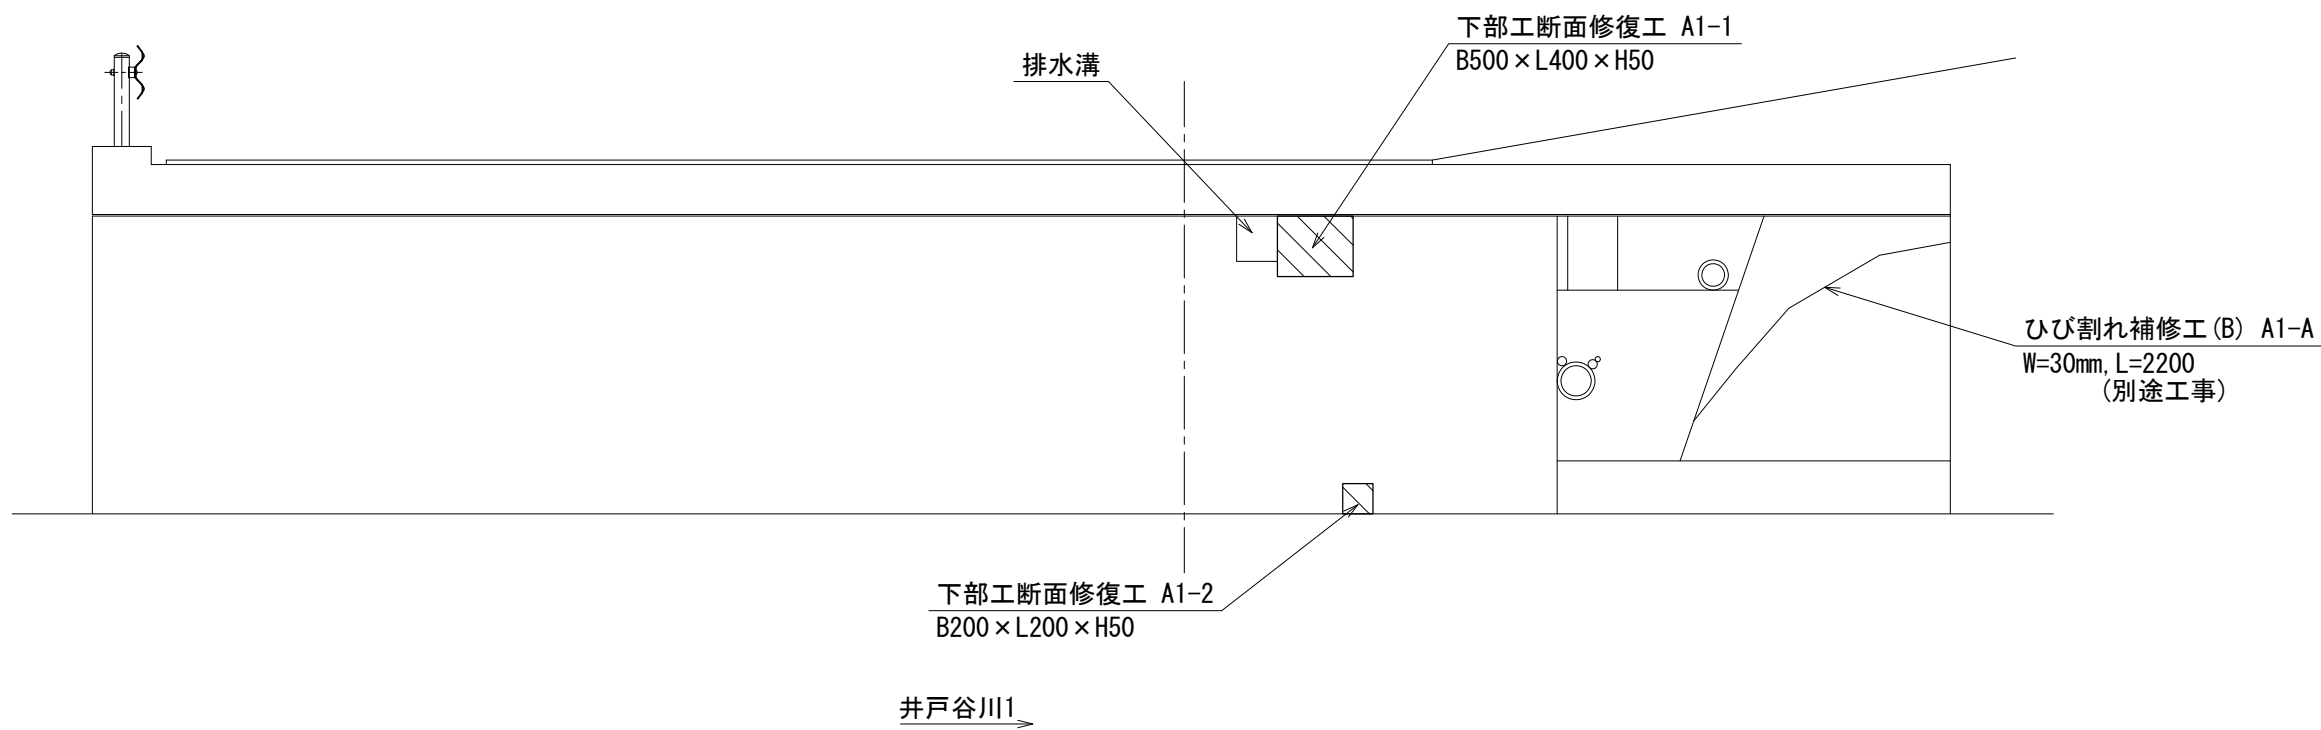 下部工断面修復工 A1-1
B500×L400×H50
排水溝
ひび割れ補修工(B) A1-A
W=30mm,L=2200
(別途工事)
下部工断面修復工 A1-2
B200×L200×H50
井戸谷川1